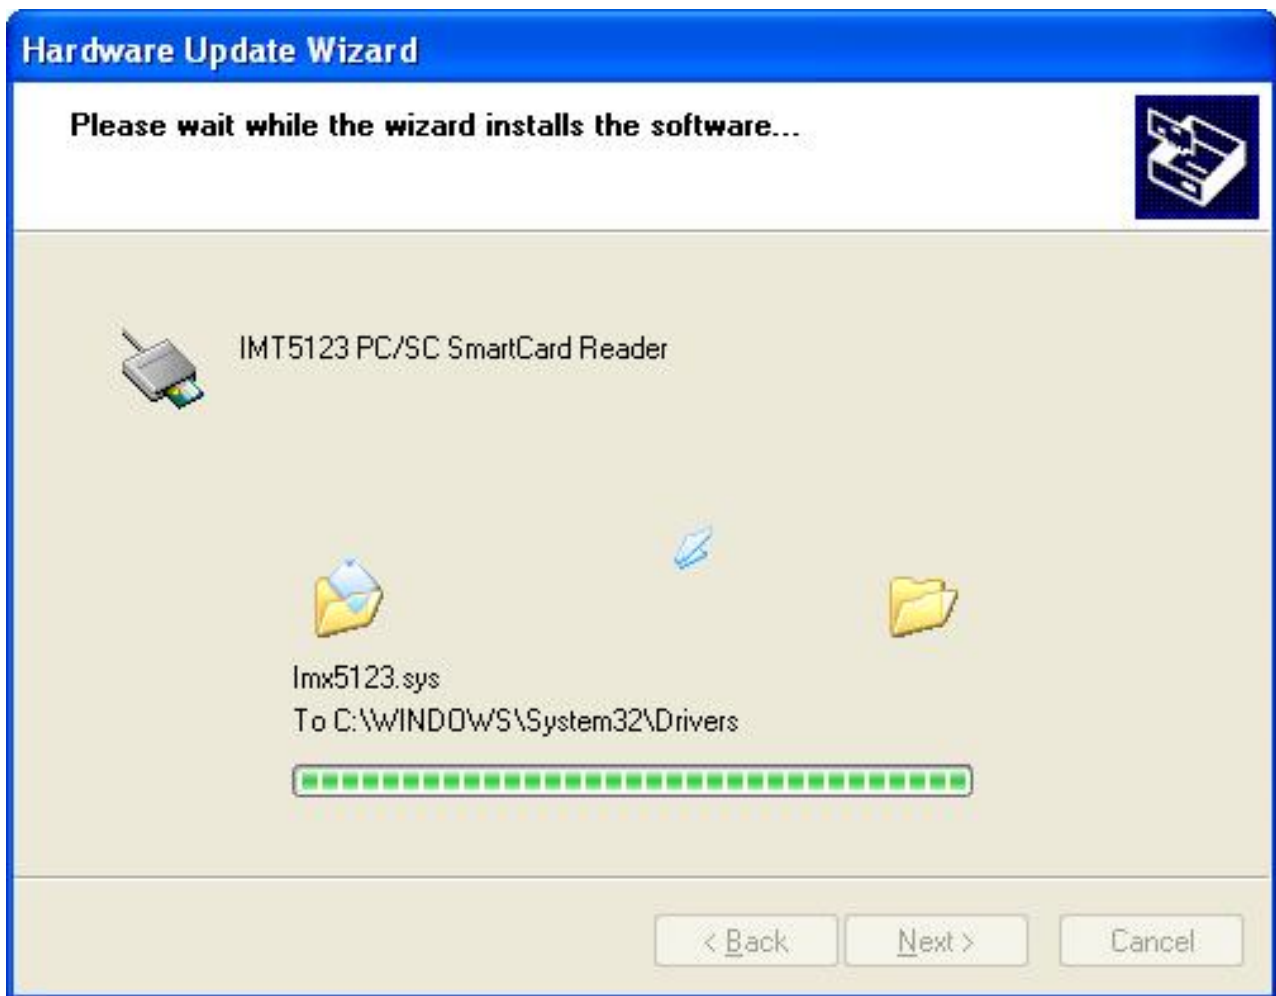 Hardware Update Wizard
Please wait while the wizard installs the software...
IMT5123 PC/SC SmartCard Reader
Imx5123.sys
To C:\WINDOWS\System32\Drivers
< Back
Next >
Cancel